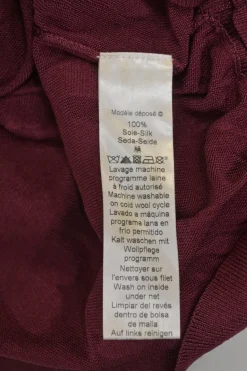 Modèle déposé ©
100%
Soie-Silk
Seda-Seide
Lavage machine
programme laine
à froid autorisé
Machine washable
on cold wool cycle
Lavado a máquina
programa lana en
frío permitido
Kalt waschen mit
Wollpflege
programm
Nettoyer sur
l'envers sous filet
Wash on inside
under net
Limpiar del revés
dentro de bolsa
de malla
Auf links reinigen